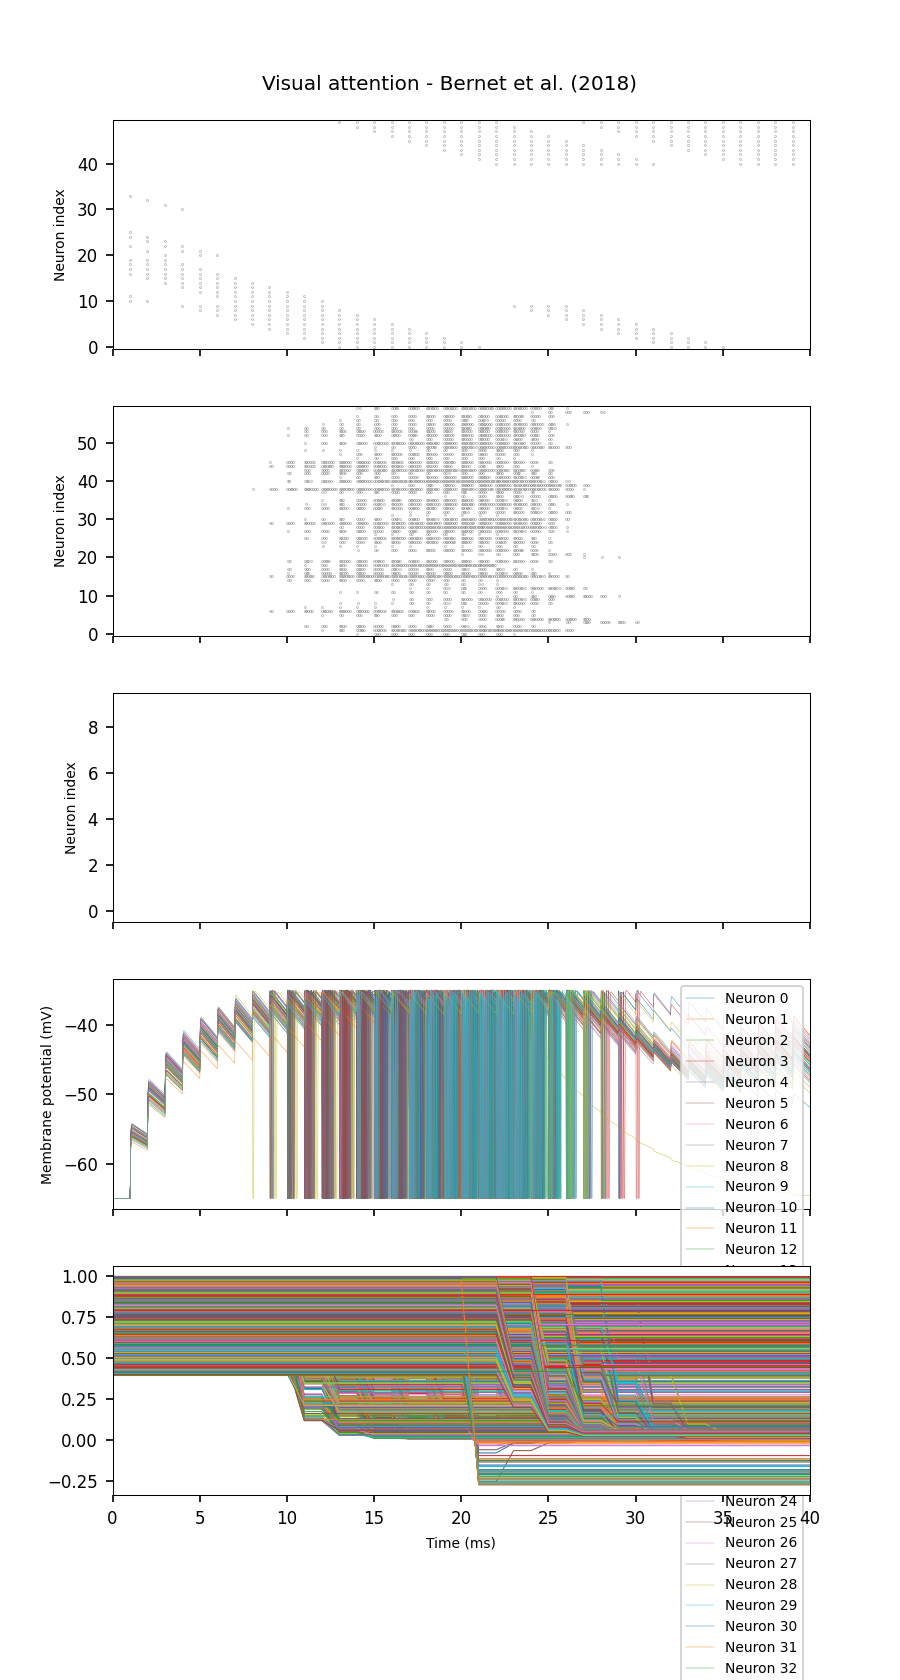 Visual attention - Bernet et al. (2018)
Neuron index
40
30
20
10
0
Neuron index
50
40
30
20
10
0
Neuron index
8
6
4
2
0
Membrane potential (mV)
−40
−50
−60
Neuron 0
Neuron 1
Neuron 2
Neuron 3
Neuron 4
Neuron 5
Neuron 6
Neuron 7
Neuron 8
Neuron 9
Neuron 10
Neuron 11
Neuron 12
1.00
0.75
0.50
0.25
0.00
−0.25
Neuron 24
0 5 10 15 20 25 30 35 40
Neuron 25
Time (ms)
Neuron 26
Neuron 27
Neuron 28
Neuron 29
Neuron 30
Neuron 31
Neuron 32